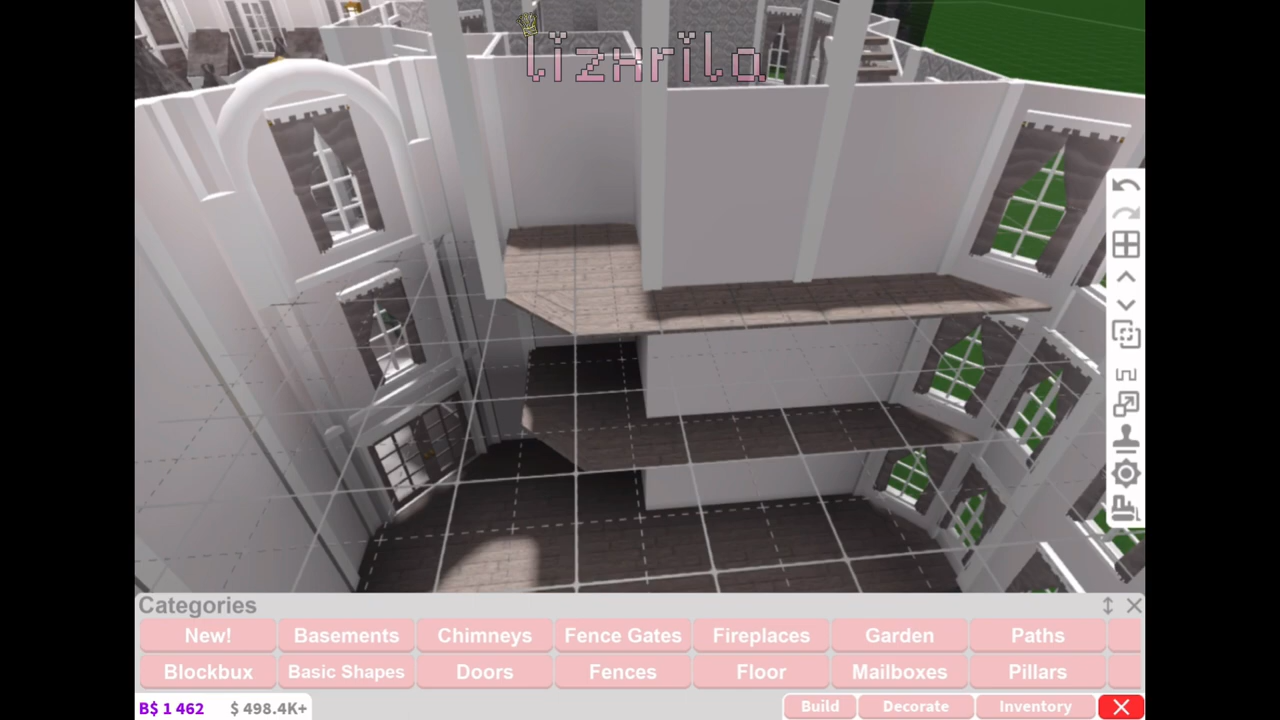 lizxrila
Categories
New! Basements Chimneys Fence Gates Fireplaces Garden Paths
Blockbux Basic Shapes Doors Fences Floor Mailboxes Pillars
B$ 1 462 $ 498.4K+ Build Decorate Inventory